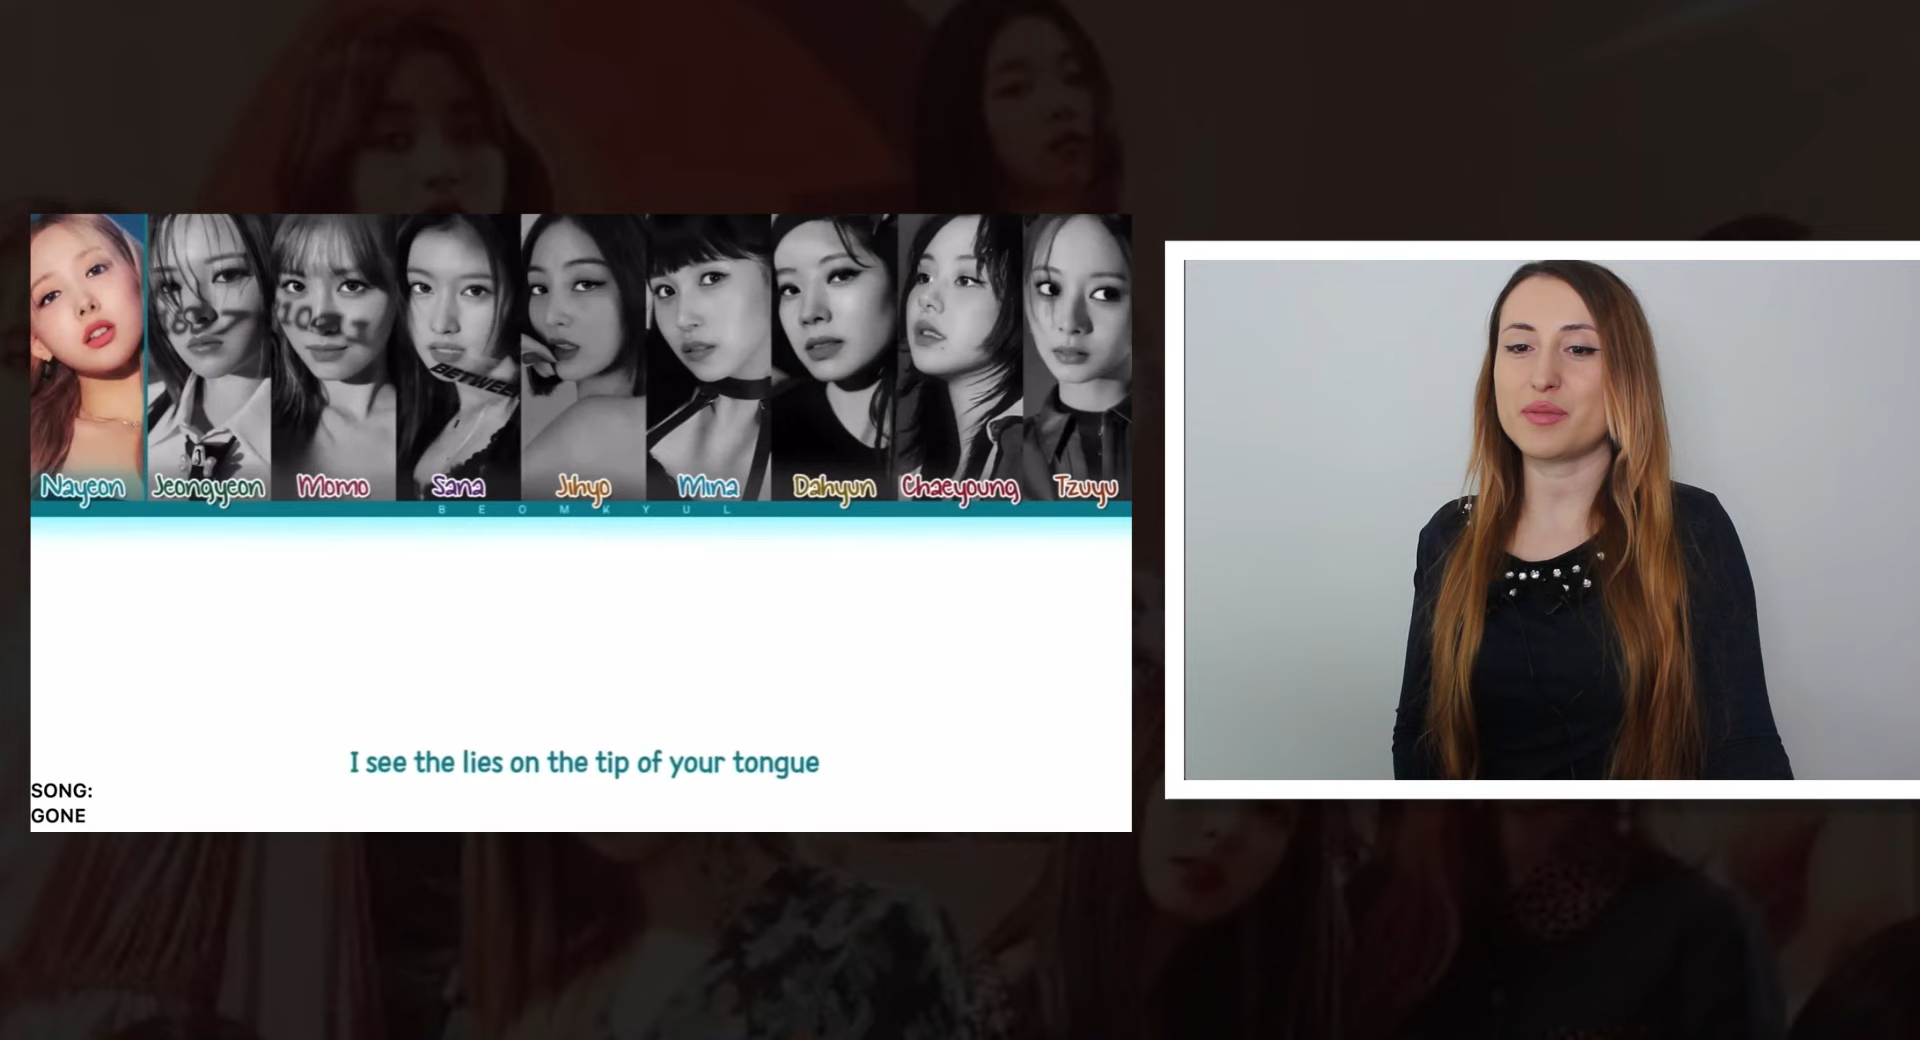 BETWEE
Nayeon Jeongyeon Momo Sana Jihyo Mina Dahyun Chaeyoung Tzuyu
BEOMKYUL
I see the lies on the tip of your tongue
SONG:
GONE